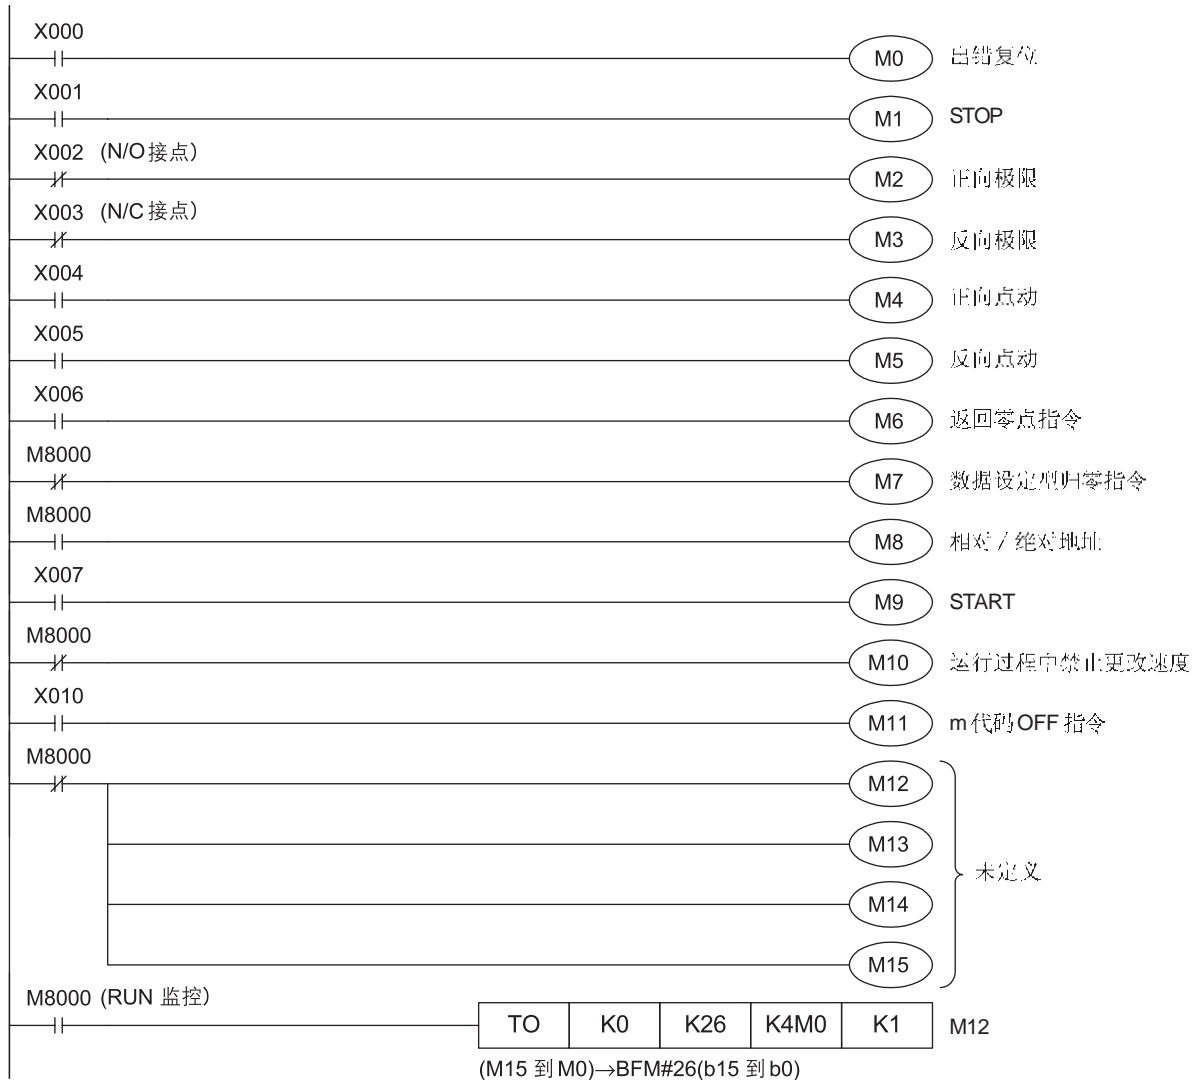 X000
M0 出错复位
X001
M1 STOP
X002 (N/O 接点)
M2 正向极限
X003 (N/C 接点)
M3 反向极限
X004
M4 正向点动
X005
M5 反向点动
X006
M6 返回零点指令
M8000
M7 数据设定型归零指令
M8000
M8 相对 / 绝对地址
X007
M9 START
M8000
M10 运行过程中禁止更改速度
X010
M11 m代码OFF 指令
M8000
M12
M13
未定义
M14
M15
M8000 (RUN 监控)
TO K0 K26 K4M0 K1 M12
(M15 到 M0)→BFM#26(b15 到 b0)